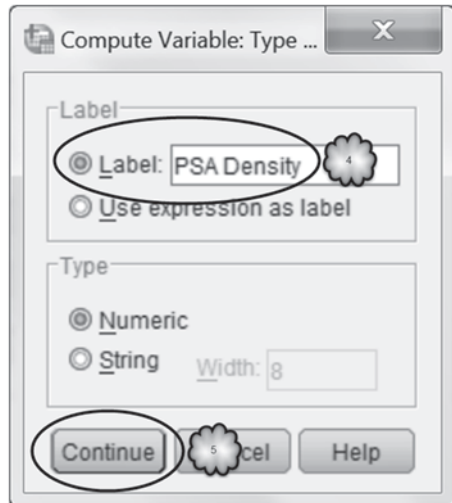 Compute Variable: Type ...
Label
Label: PSA Density 4
Use expression as label
Type
Numeric
String Width: 8
Continue 5 cel Help